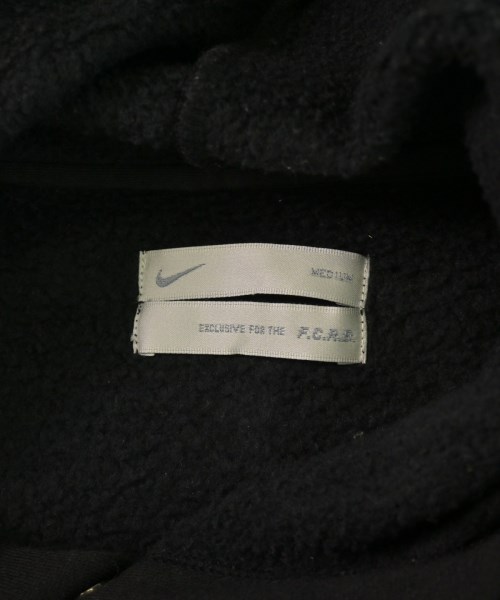 MEDIUM
EXCLUSIVE FOR THE F.C.R.B.